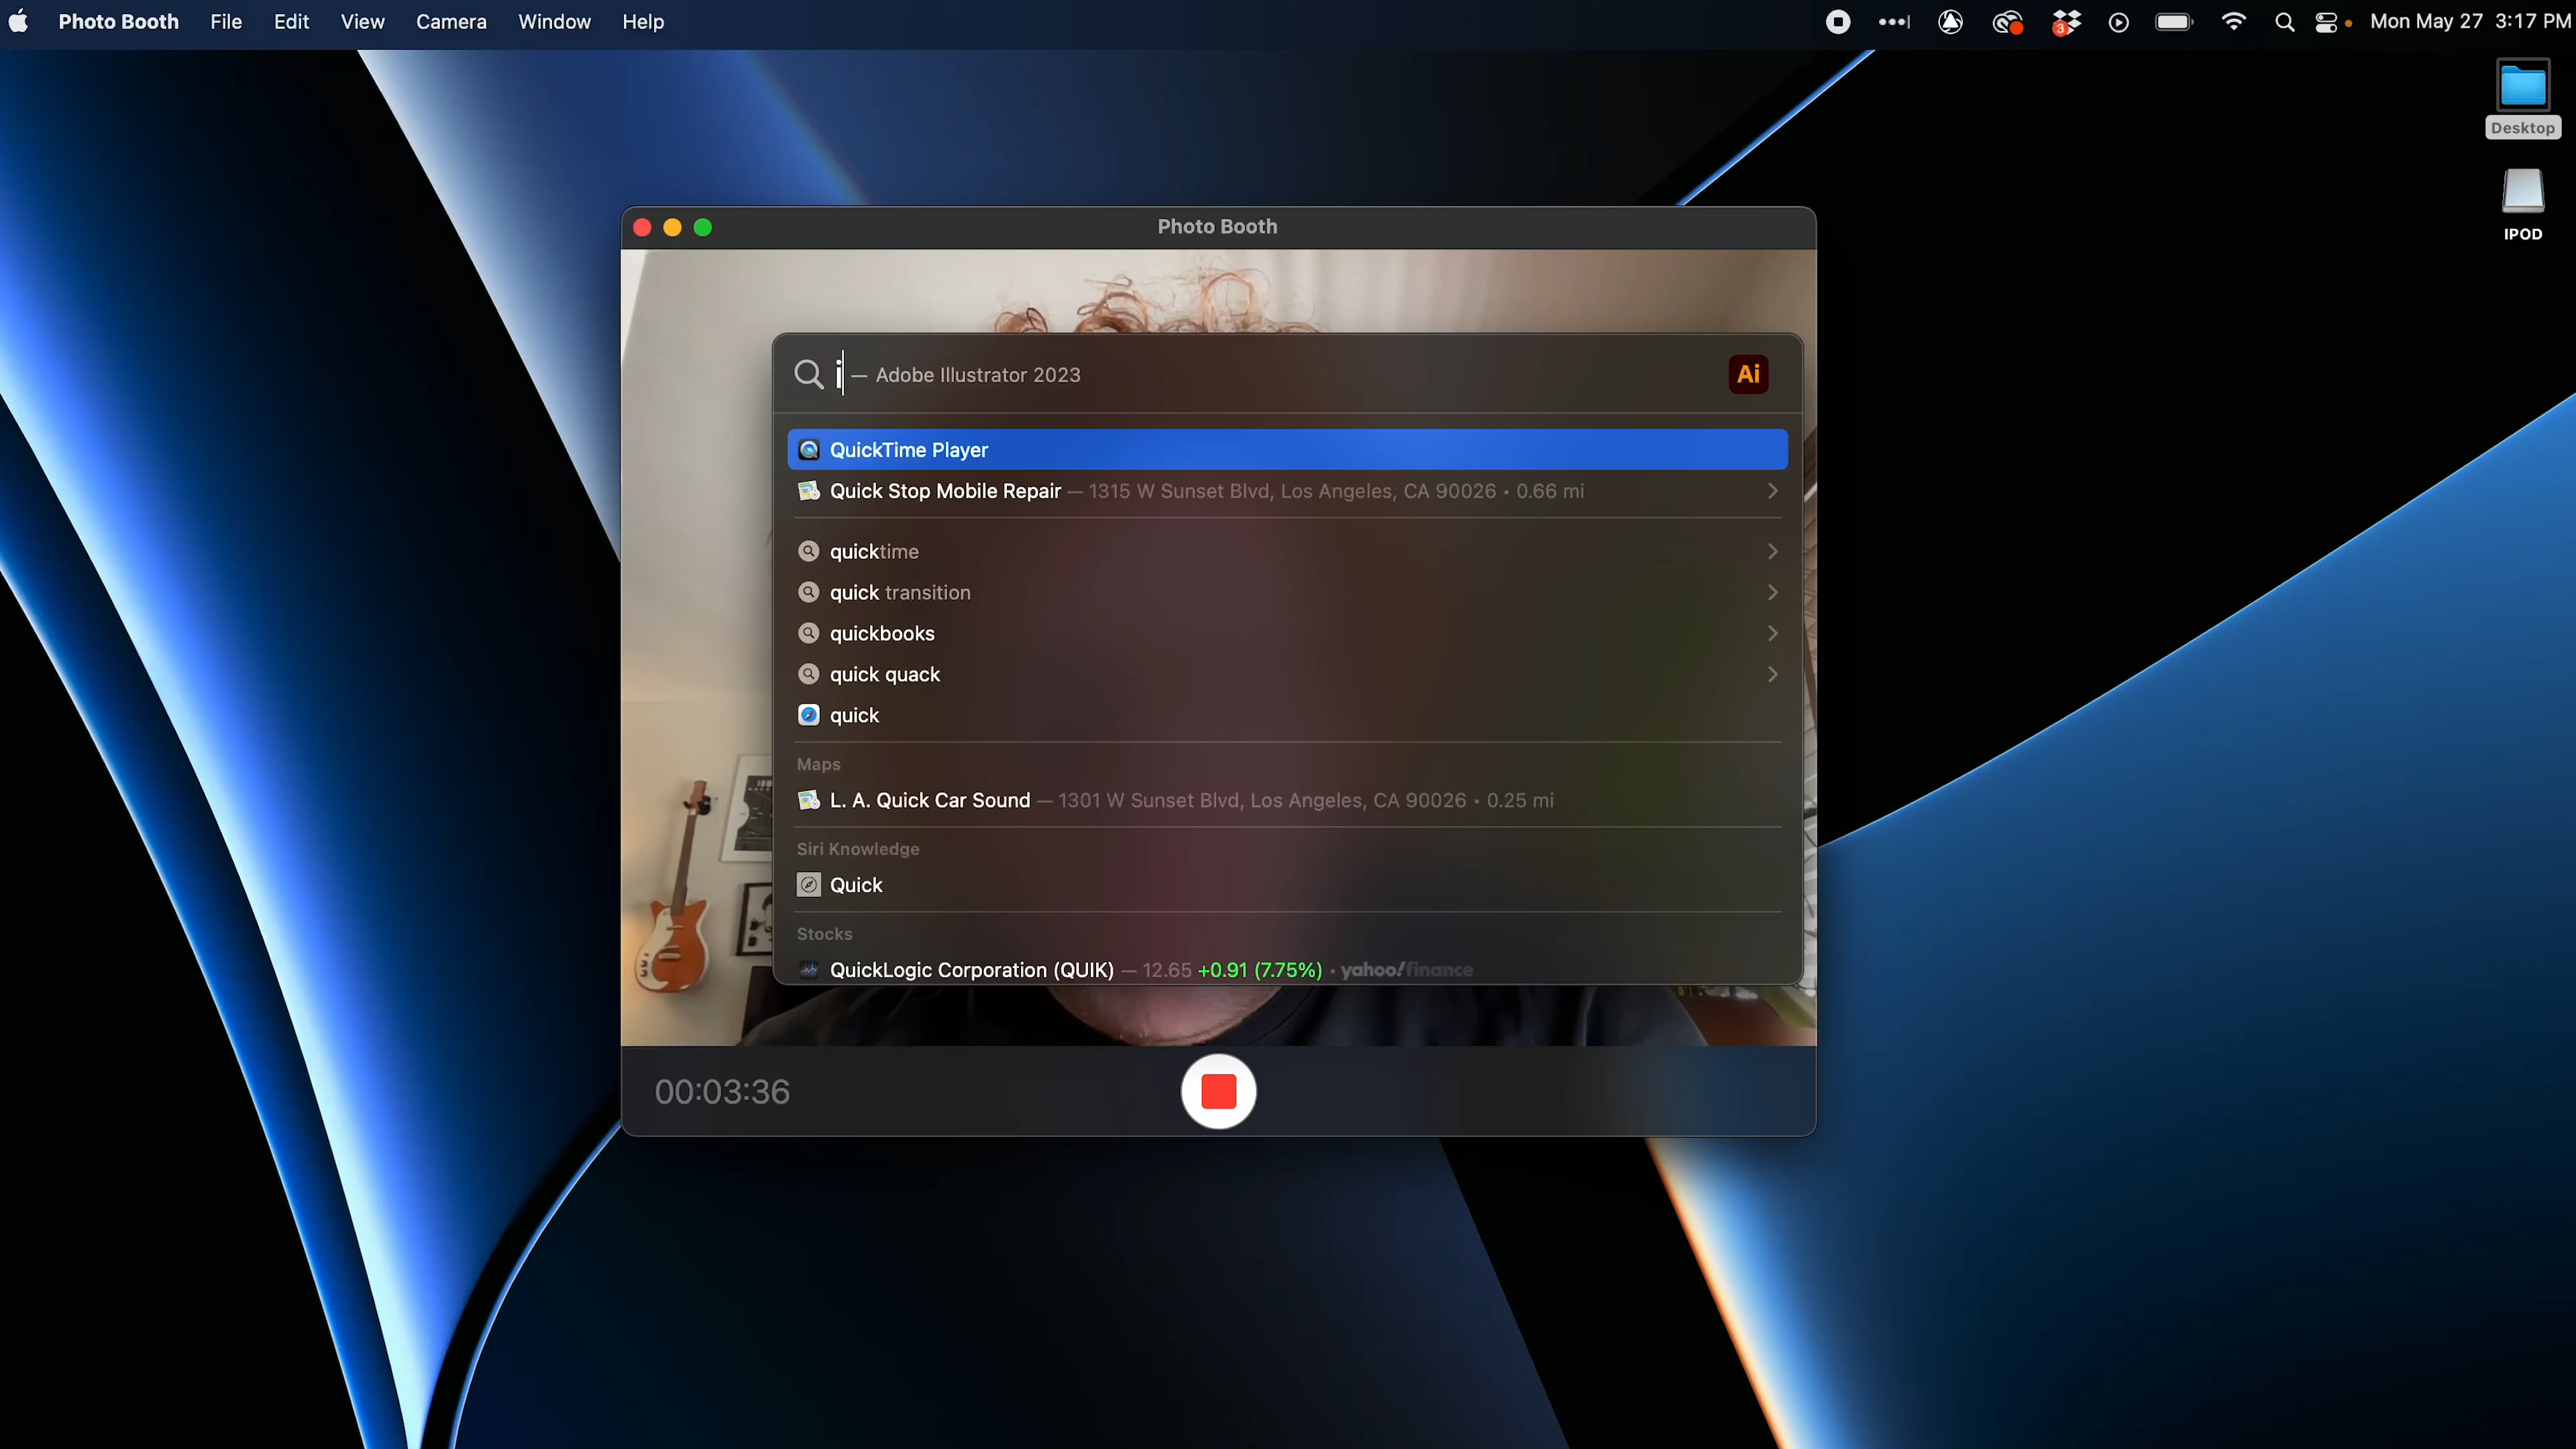 Photo Booth File Edit View Camera Window Help
3
Mon May 27 3:17 PM
Desktop
IPOD
Photo Booth
i — Adobe Illustrator 2023
Ai
QuickTime Player
Quick Stop Mobile Repair — 1315 W Sunset Blvd, Los Angeles, CA 90026 • 0.66 mi
quicktime
quick transition
quickbooks
quick quack
quick
Maps
L. A. Quick Car Sound — 1301 W Sunset Blvd, Los Angeles, CA 90026 • 0.25 mi
Siri Knowledge
Quick
Stocks
QuickLogic Corporation (QUIK) — 12.65 +0.91 (7.75%) • yahoo!finance
00:03:36